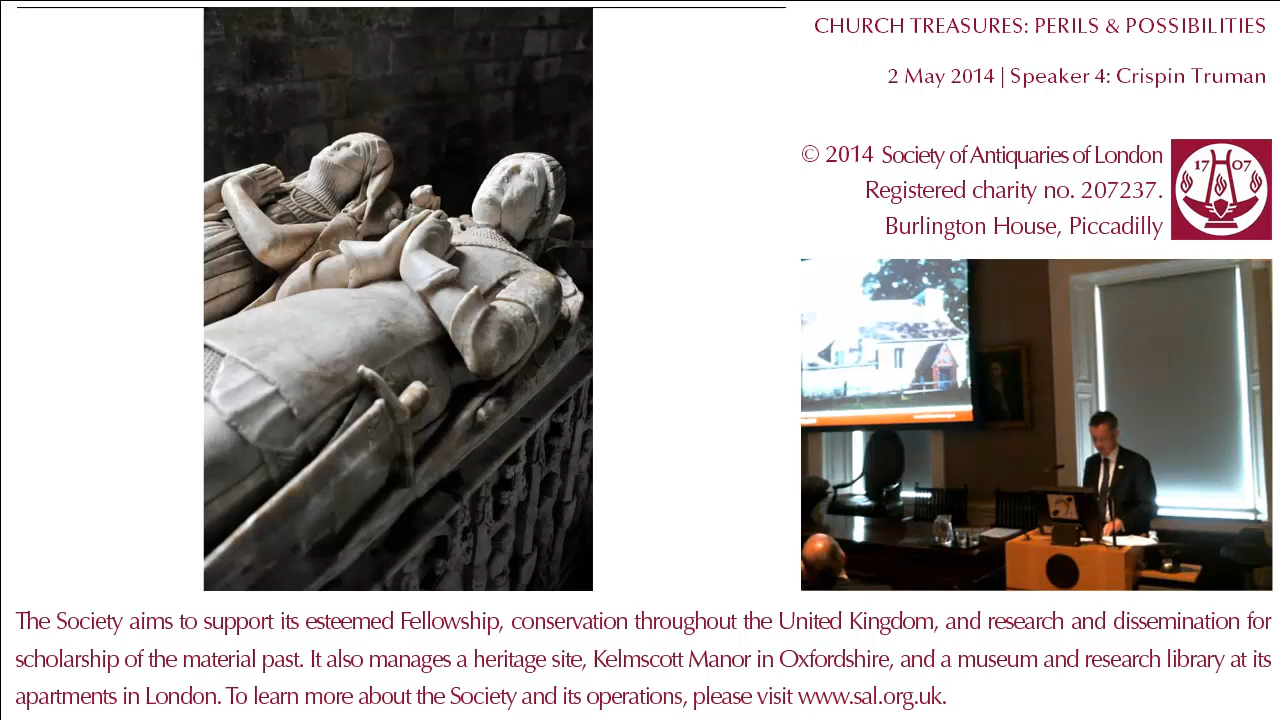 CHURCH TREASURES: PERILS & POSSIBILITIES
2 May 2014 | Speaker 4: Crispin Truman
© 2014 Society of Antiquaries of London
Registered charity no. 207237.
Burlington House, Piccadilly
17 07
The Society aims to support its esteemed Fellowship, conservation throughout the United Kingdom, and research and dissemination for
scholarship of the material past. It also manages a heritage site, Kelmscott Manor in Oxfordshire, and a museum and research library at its
apartments in London. To learn more about the Society and its operations, please visit www.sal.org.uk.